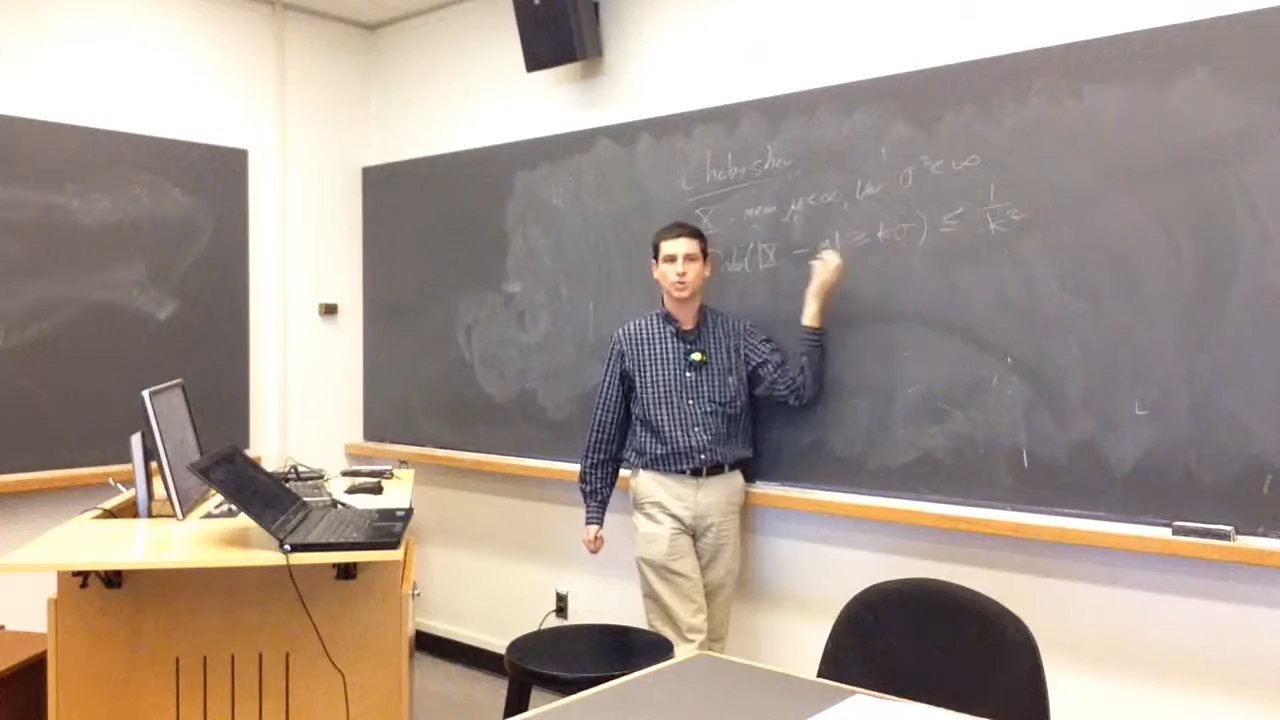 Chebyshev
X. mean μ<∞, Var σ²<∞
Prob(|X - μ| ≥ kσ) ≤ 1/k²